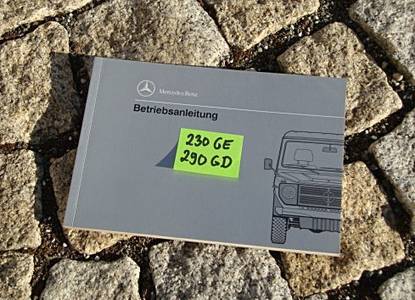 Mercedes-Benz
Betriebsanleitung
230 GE
290 GD